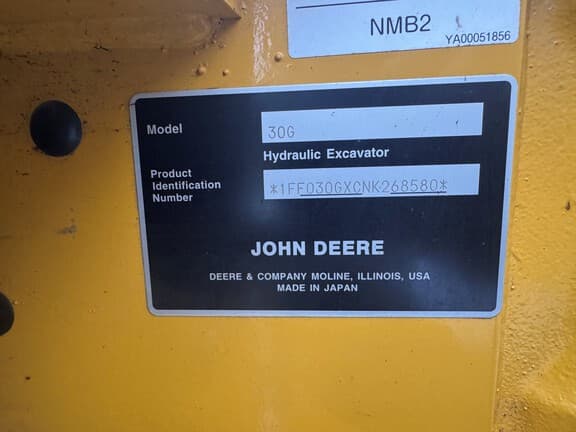 NMB2
YA00051856
Model
30G
Hydraulic Excavator
Product
Identification
Number
*1FF030GXCNK268580*
JOHN DEERE
DEERE & COMPANY MOLINE, ILLINOIS, USA
MADE IN JAPAN